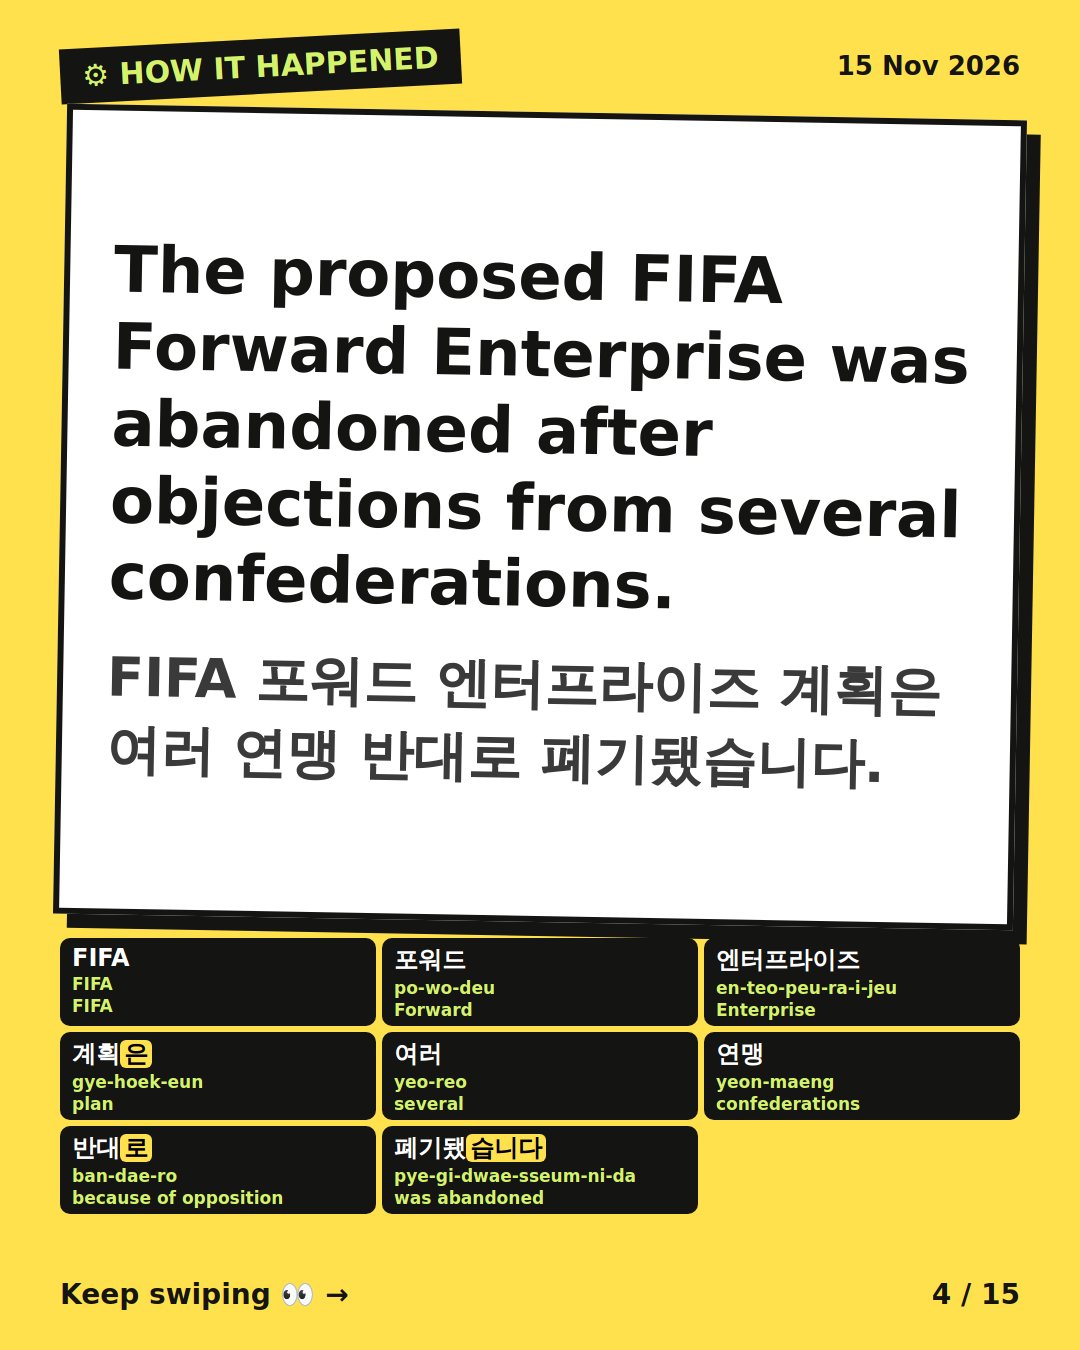 ⚙ HOW IT HAPPENED
15 Nov 2026
The proposed FIFA
Forward Enterprise was
abandoned after
objections from several
confederations.
FIFA 포워드 엔터프라이즈 계획은
여러 연맹 반대로 폐기됐습니다.
FIFA
FIFA
FIFA
포워드
po-wo-deu
Forward
엔터프라이즈
en-teo-peu-ra-i-jeu
Enterprise
계획은
gye-hoek-eun
plan
여러
yeo-reo
several
연맹
yeon-maeng
confederations
반대로
ban-dae-ro
because of opposition
폐기됐습니다
pye-gi-dwae-sseum-ni-da
was abandoned
Keep swiping 👀 →
4 / 15